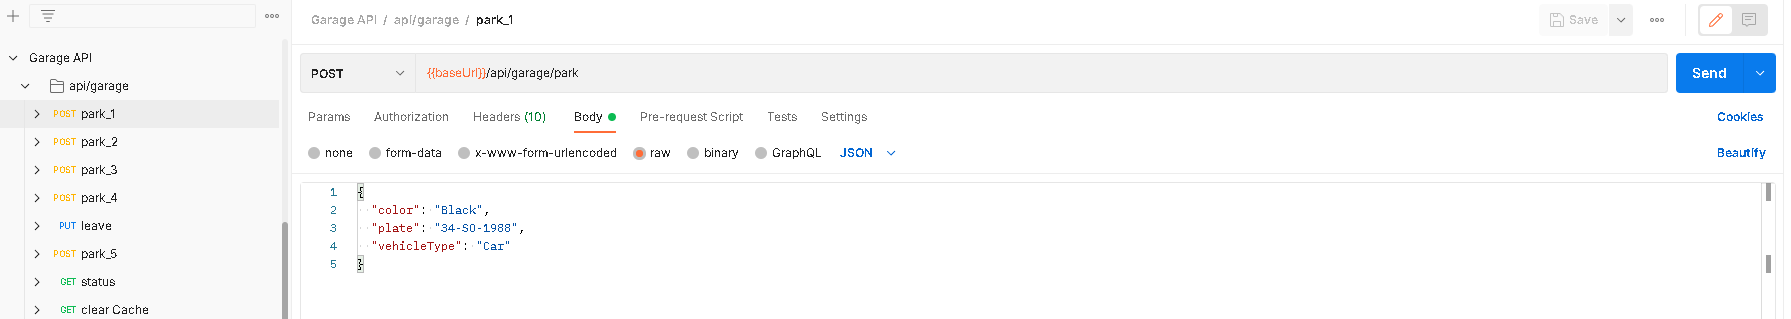 Garage API / api/garage / park_1
Save
Garage API
api/garage
POST park_1
POST park_2
POST park_3
POST park_4
PUT leave
POST park_5
GET status
GET clear Cache
POST {{baseUrl}}/api/garage/park
Send
Params Authorization Headers (10) Body Pre-request Script Tests Settings Cookies
none form-data x-www-form-urlencoded raw binary GraphQL JSON Beautify
1 {
2 "color": "Black",
3 "plate": "34-SO-1988",
4 "vehicleType": "Car"
5 }